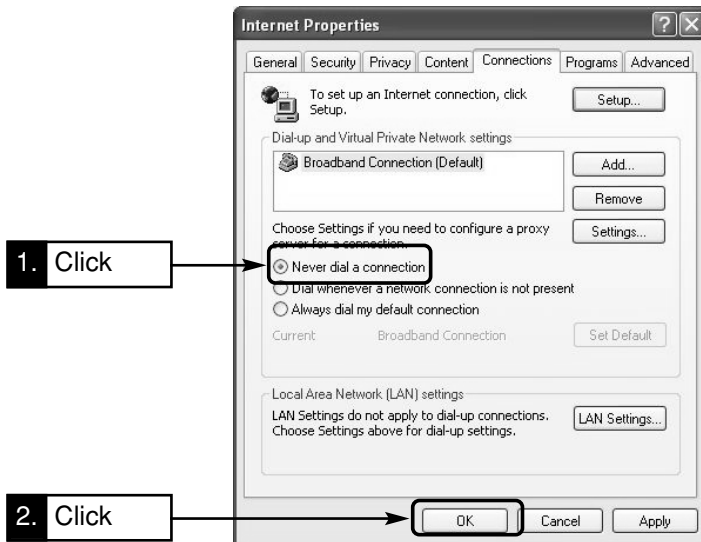 Internet Properties
General Security Privacy Content Connections Programs Advanced
To set up an Internet connection, click
Setup.
Setup...
Dial-up and Virtual Private Network settings
Broadband Connection (Default)
Add...
Remove
Choose Settings if you need to configure a proxy
server for a connection.
Settings...
1. Click
Never dial a connection
Dial whenever a network connection is not present
Always dial my default connection
Current Broadband Connection Set Default
Local Area Network (LAN) settings
LAN Settings do not apply to dial-up connections.
Choose Settings above for dial-up settings.
LAN Settings...
2. Click
OK Cancel Apply